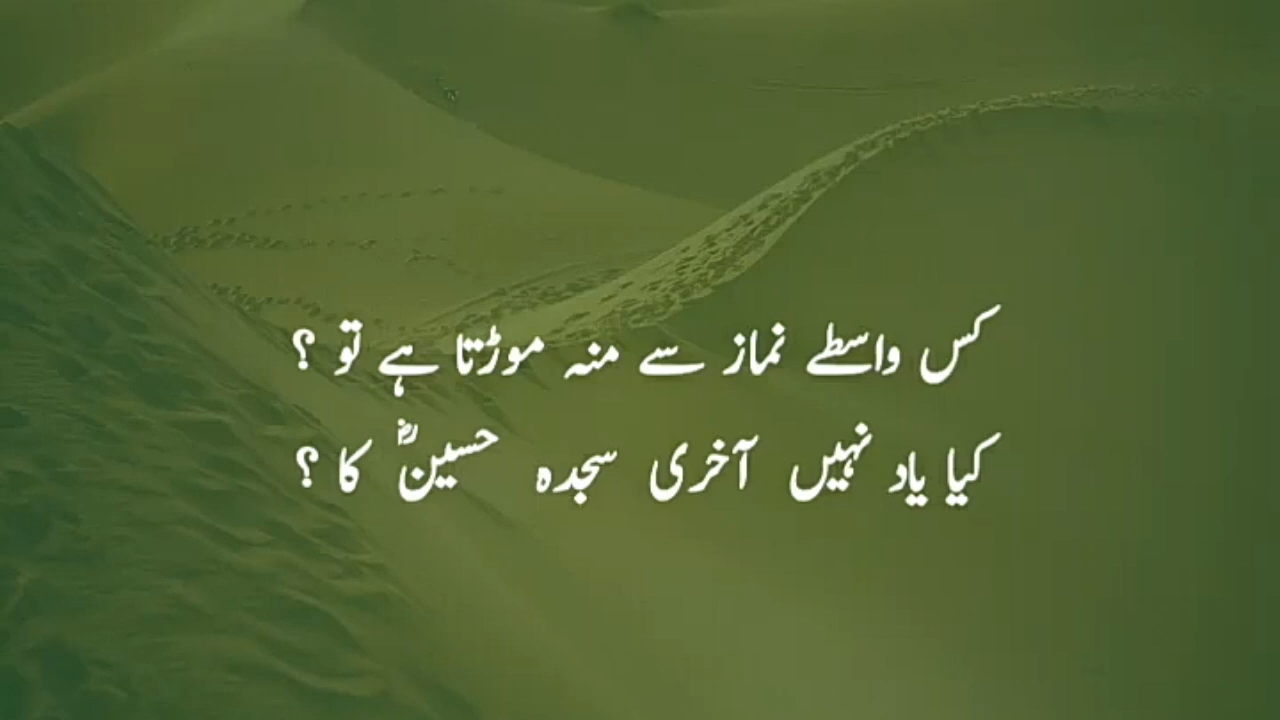 کس واسطے نماز سے منہ موڑتا ہے تو ؟
کیا یاد نہیں آخری سجدہ حسینؓ کا ؟